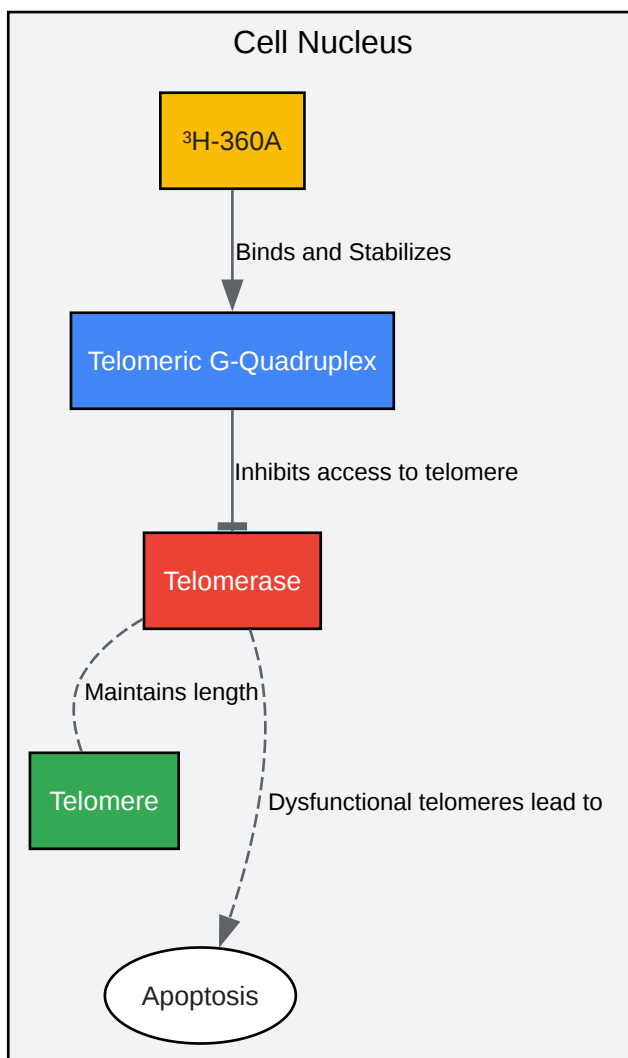 Cell Nucleus
³H-360A
Binds and Stabilizes
Telomeric G-Quadruplex
Inhibits access to telomere
Telomerase
Maintains length
Telomere
Dysfunctional telomeres lead to
Apoptosis